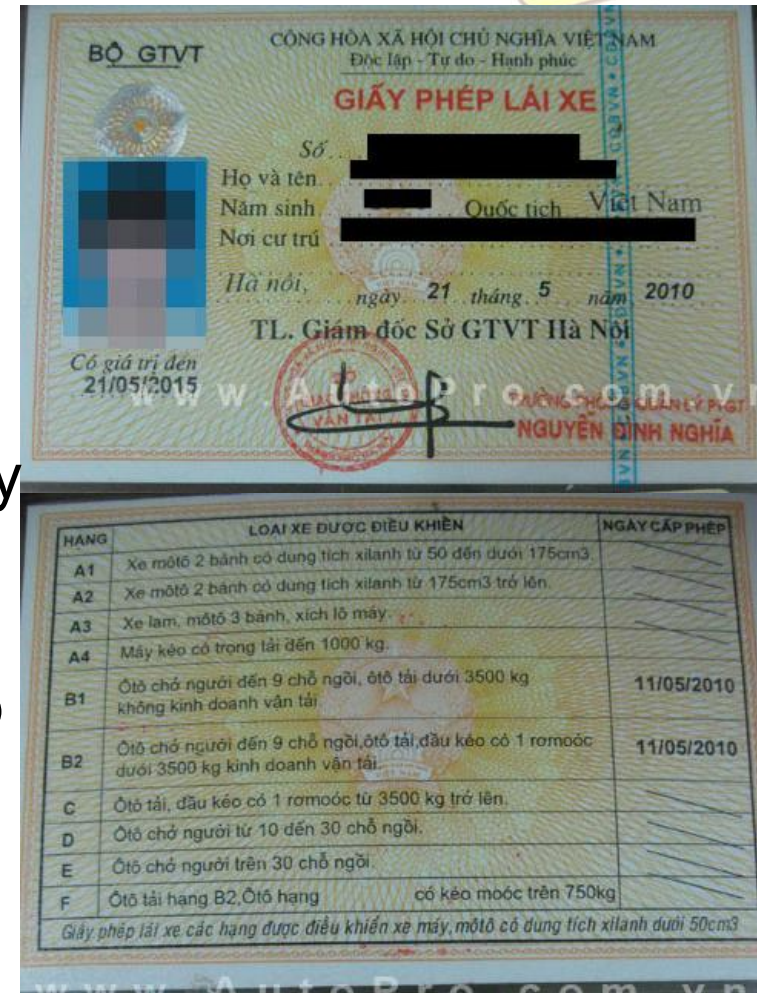 BỘ GTVT
CỘNG HÒA XÃ HỘI CHỦ NGHĨA VIỆT NAM
Độc lập - Tự do - Hạnh phúc
GIẤY PHÉP LÁI XE
Số
Họ và tên
Năm sinh Quốc tịch Việt Nam
Nơi cư trú
Hà nội, ngày 21 tháng 5 năm 2010
TL. Giám đốc Sở GTVT Hà Nội
Có giá trị đến
21/05/2015
www.AutoPro.com.vn
TRƯỞNG PHÒNG QUẢN LÝ PTGT
NGUYỄN ĐÌNH NGHĨA
y
HẠNG LOẠI XE ĐƯỢC ĐIỀU KHIỂN NGÀY CẤP PHÉP
A1 Xe môtô 2 bánh có dung tích xilanh từ 50 đến dưới 175cm3.
A2 Xe môtô 2 bánh có dung tích xilanh từ 175cm3 trở lên.
A3 Xe lam, môtô 3 bánh, xích lô máy.
A4 Máy kéo có trọng tải đến 1000 kg.
B1 Ôtô chở người đến 9 chỗ ngồi, ôtô tải dưới 3500 kg
không kinh doanh vận tải 11/05/2010
B2 Ôtô chở người đến 9 chỗ ngồi,ôtô tải,đầu kéo có 1 rơmoóc
dưới 3500 kg kinh doanh vận tải. 11/05/2010
C Ôtô tải, đầu kéo có 1 rơmoóc từ 3500 kg trở lên.
D Ôtô chở người từ 10 đến 30 chỗ ngồi.
E Ôtô chở người trên 30 chỗ ngồi.
F Ôtô tải hạng B2,Ôtô hạng có kéo moóc trên 750kg
Giấy phép lái xe các hạng được điều khiển xe máy,môtô có dung tích xilanh dưới 50cm3
www.AutoPro.com.vn